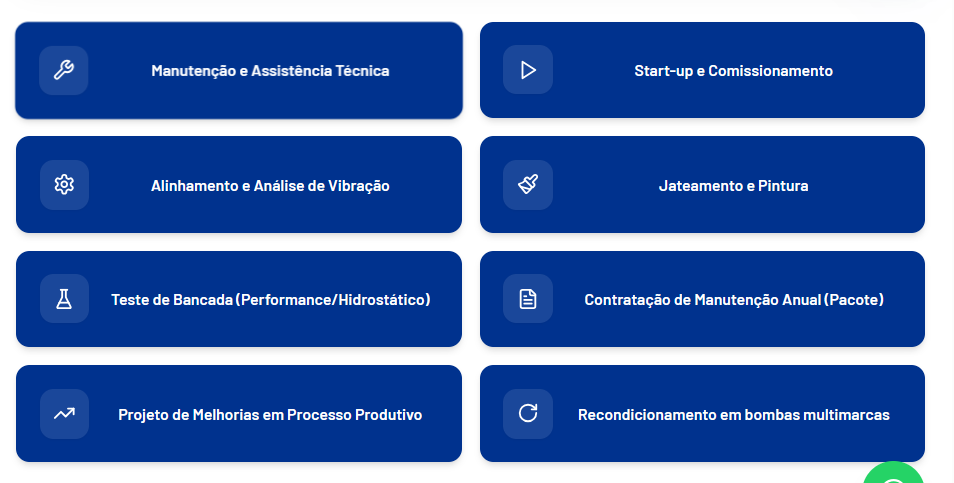 Manutenção e Assistência Técnica
Start-up e Comissionamento
Alinhamento e Análise de Vibração
Jateamento e Pintura
Teste de Bancada (Performance/Hidrostático)
Contratação de Manutenção Anual (Pacote)
Projeto de Melhorias em Processo Produtivo
Recondicionamento em bombas multimarcas